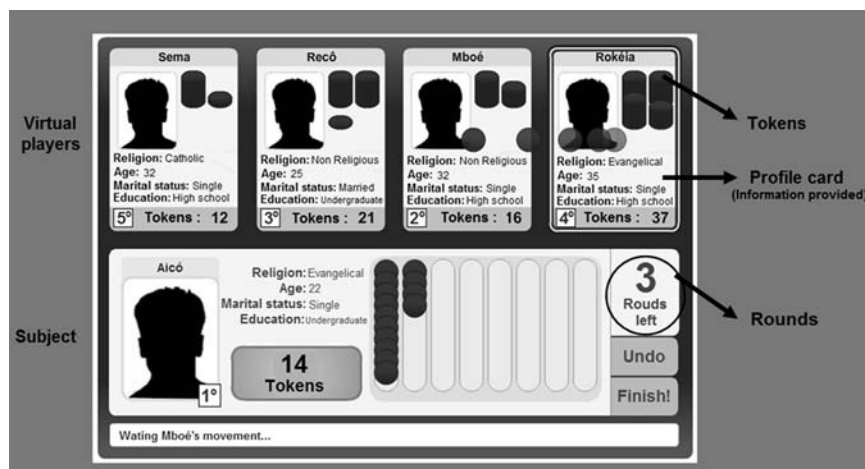 Sema
Recô
Mboé
Rokéia
Virtual
players
Religion: Catholic
Age: 32
Marital status: Single
Education: High school
5º Tokens : 12
Religion: Non Religious
Age: 25
Marital status: Married
Education: Undergraduate
3º Tokens : 21
Religion: Non Religious
Age: 32
Marital status: Single
Education: High school
2º Tokens : 16
Religion: Evangelical
Age: 35
Marital status: Single
Education: High school
4º Tokens : 37
Tokens
Profile card
(Information provided)
Subject
Aicó
1º
Religion: Evangelical
Age: 22
Marital status: Single
Education: Undergraduate
14
Tokens
3
Rouds
left
Undo
Finish!
Rounds
Wating Mboé's movement...